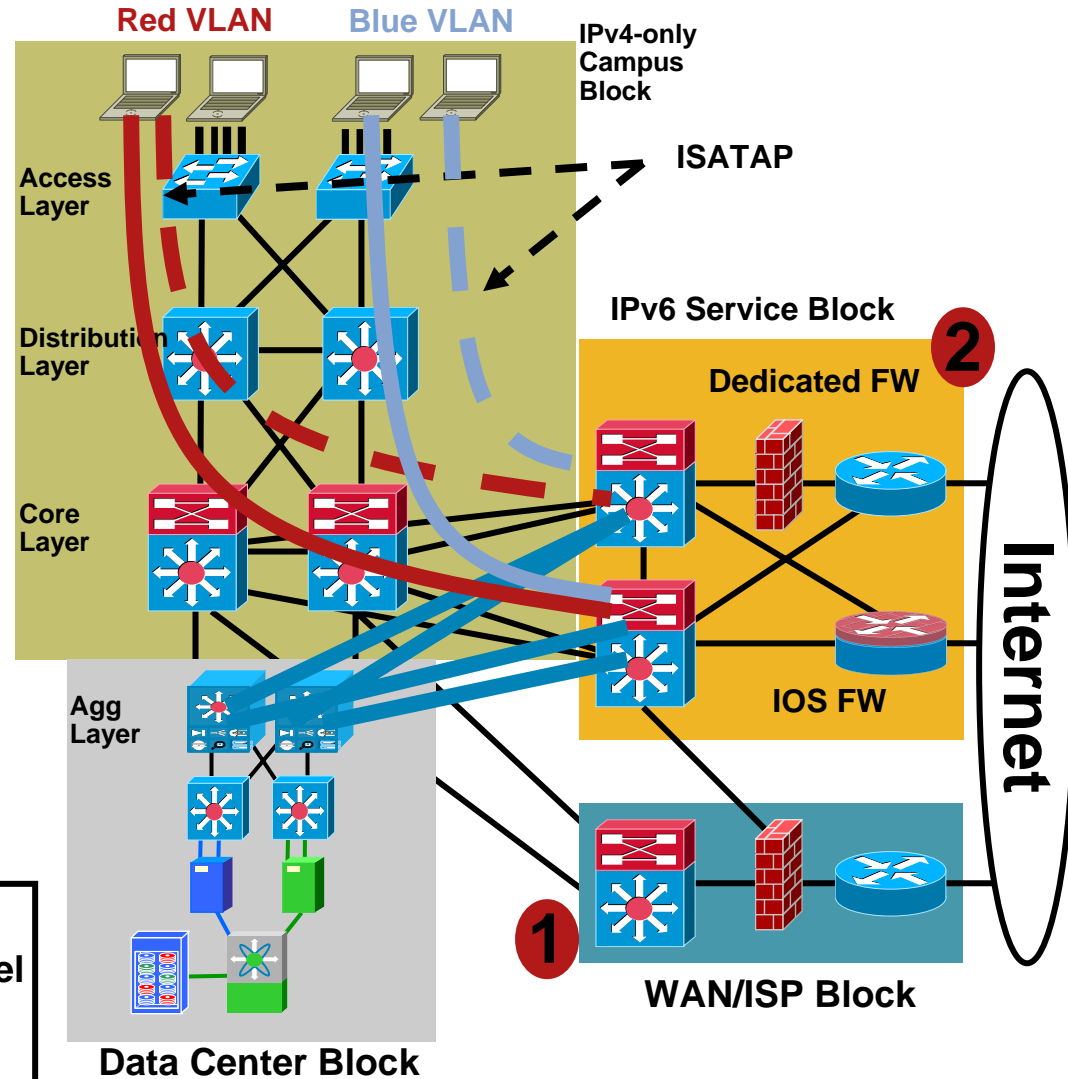 Red VLAN
Blue VLAN
IPv4-only
Campus
Block
ISATAP
Access
Layer
IPv6 Service Block
2
Distribution
Layer
Dedicated FW
Core
Layer
Internet
IOS FW
Agg
Layer
1
el
WAN/ISP Block
Data Center Block